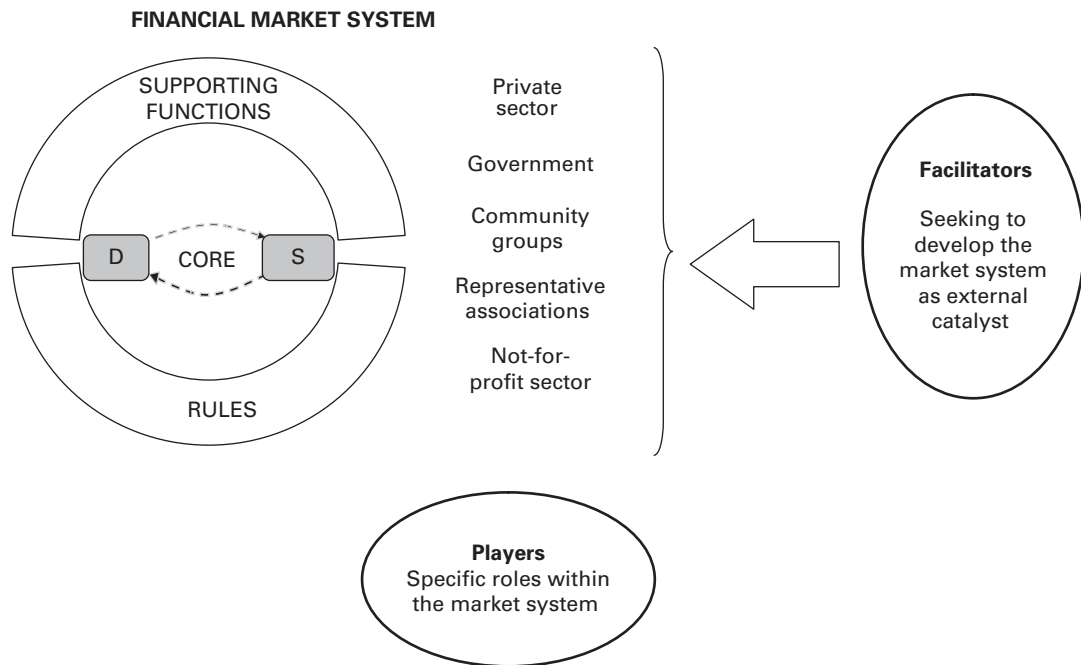 FINANCIAL MARKET SYSTEM
SUPPORTING
FUNCTIONS
D
CORE
S
RULES
Private
sector
Government
Community
groups
Representative
associations
Not-for-
profit sector
Facilitators
Seeking to
develop the
market system
as external
catalyst
Players
Specific roles within
the market system